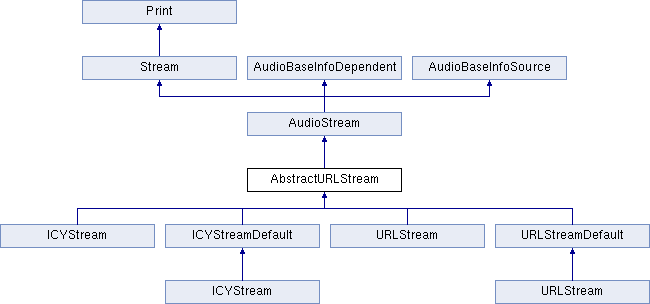 Print
Stream AudioBaseInfoDependent AudioBaseInfoSource
AudioStream
AbstractURLStream
ICYStream ICYStreamDefault URLStream URLStreamDefault
ICYStream URLStream